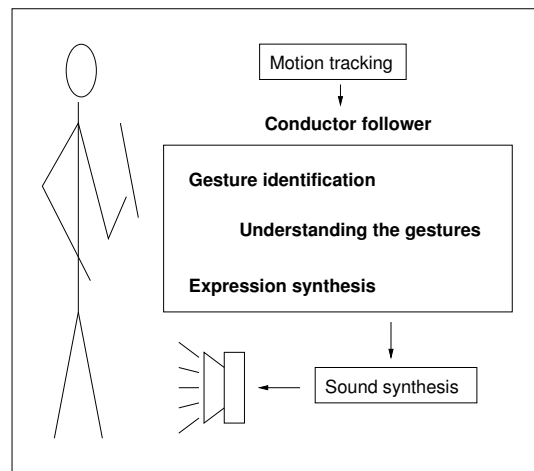 Motion tracking
Conductor follower
Gesture identification
Understanding the gestures
Expression synthesis
Sound synthesis